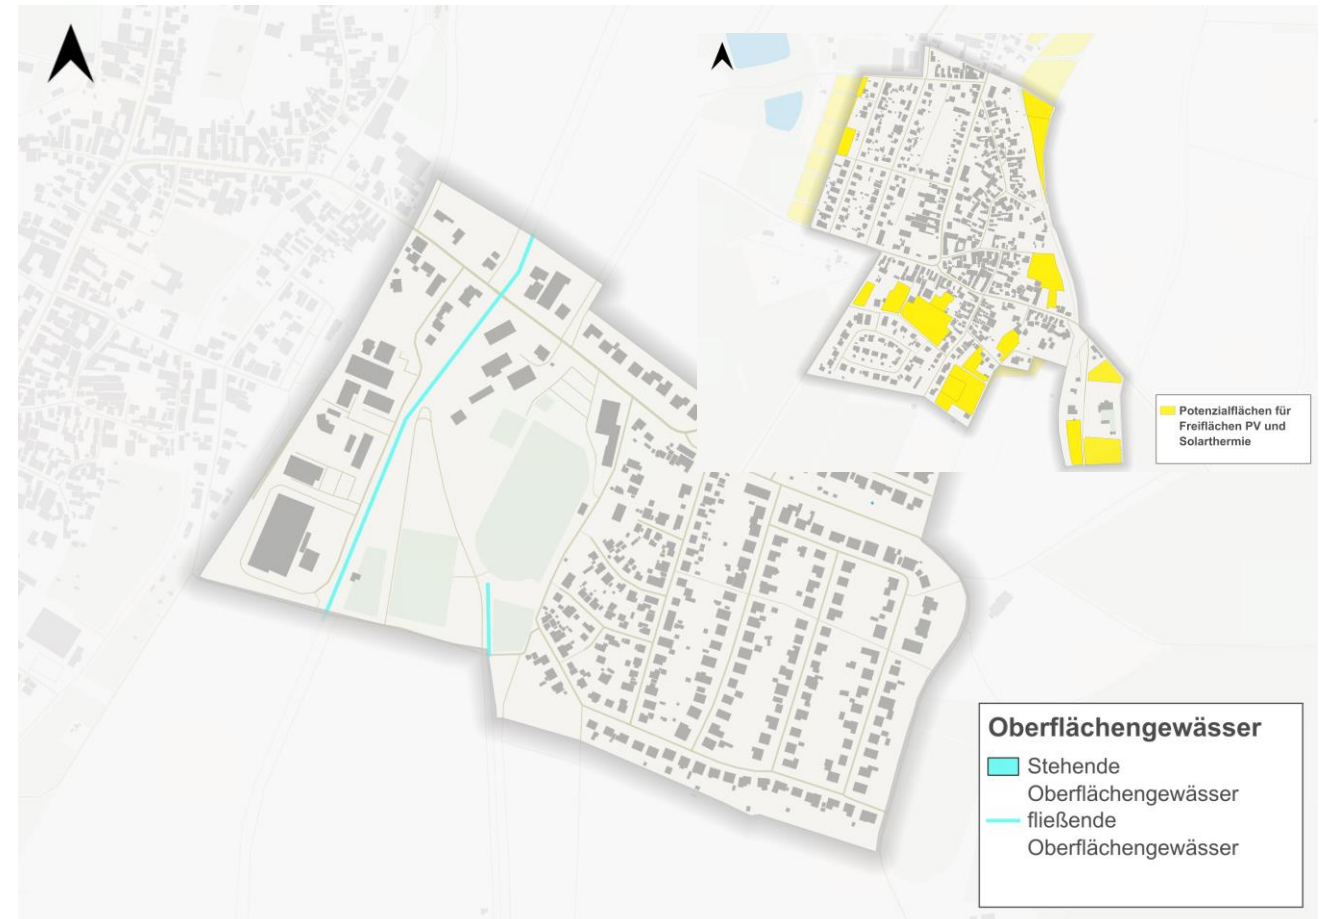 Potenzialflächen für
Freiflächen PV und
Solarthermie
Oberflächengewässer
Stehende
Oberflächengewässer
fließende
Oberflächengewässer